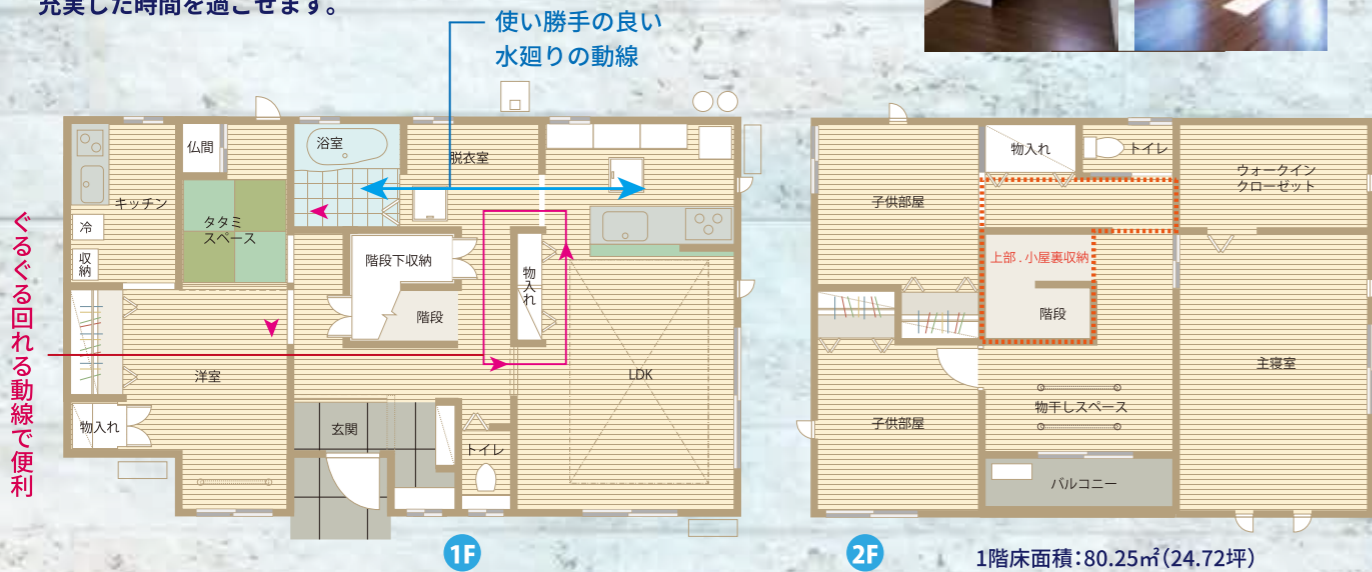 充実した時間を過ごせます。
使い勝手の良い
水廻りの動線
ぐるぐる回れる動線で便利
キッチン
仏間
浴室
脱衣室
冷
収納
タタミ
スペース
階段下収納
物入れ
階段
洋室
LDK
物入れ
玄関
トイレ
1F
物入れ
トイレ
ウォークイン
クローゼット
子供部屋
上部.小屋裏収納
階段
主寝室
物干しスペース
子供部屋
バルコニー
2F
1階床面積:80.25㎡(24.72坪)